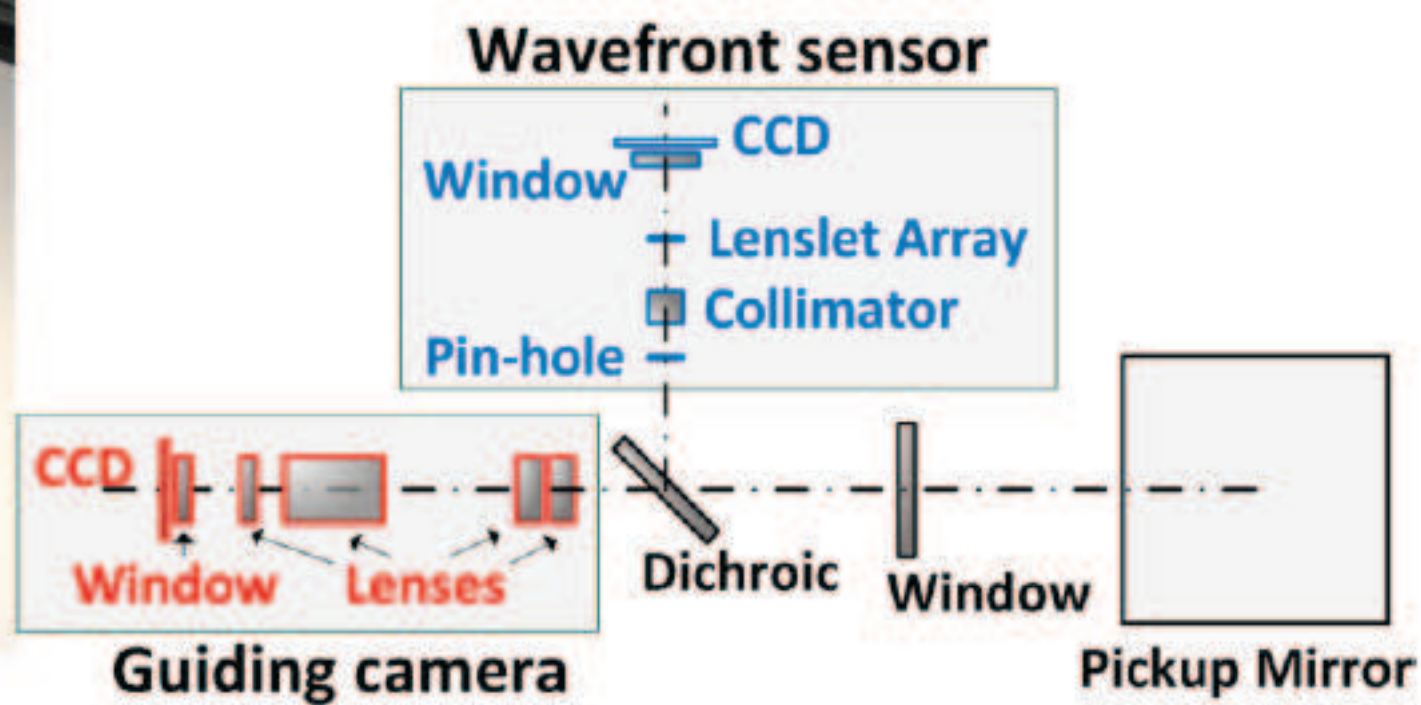 Wavefront sensor
CCD
Window
Lenslet Array
Collimator
Pin-hole
CCD
Window Lenses
Dichroic
Window
Guiding camera
Pickup Mirror